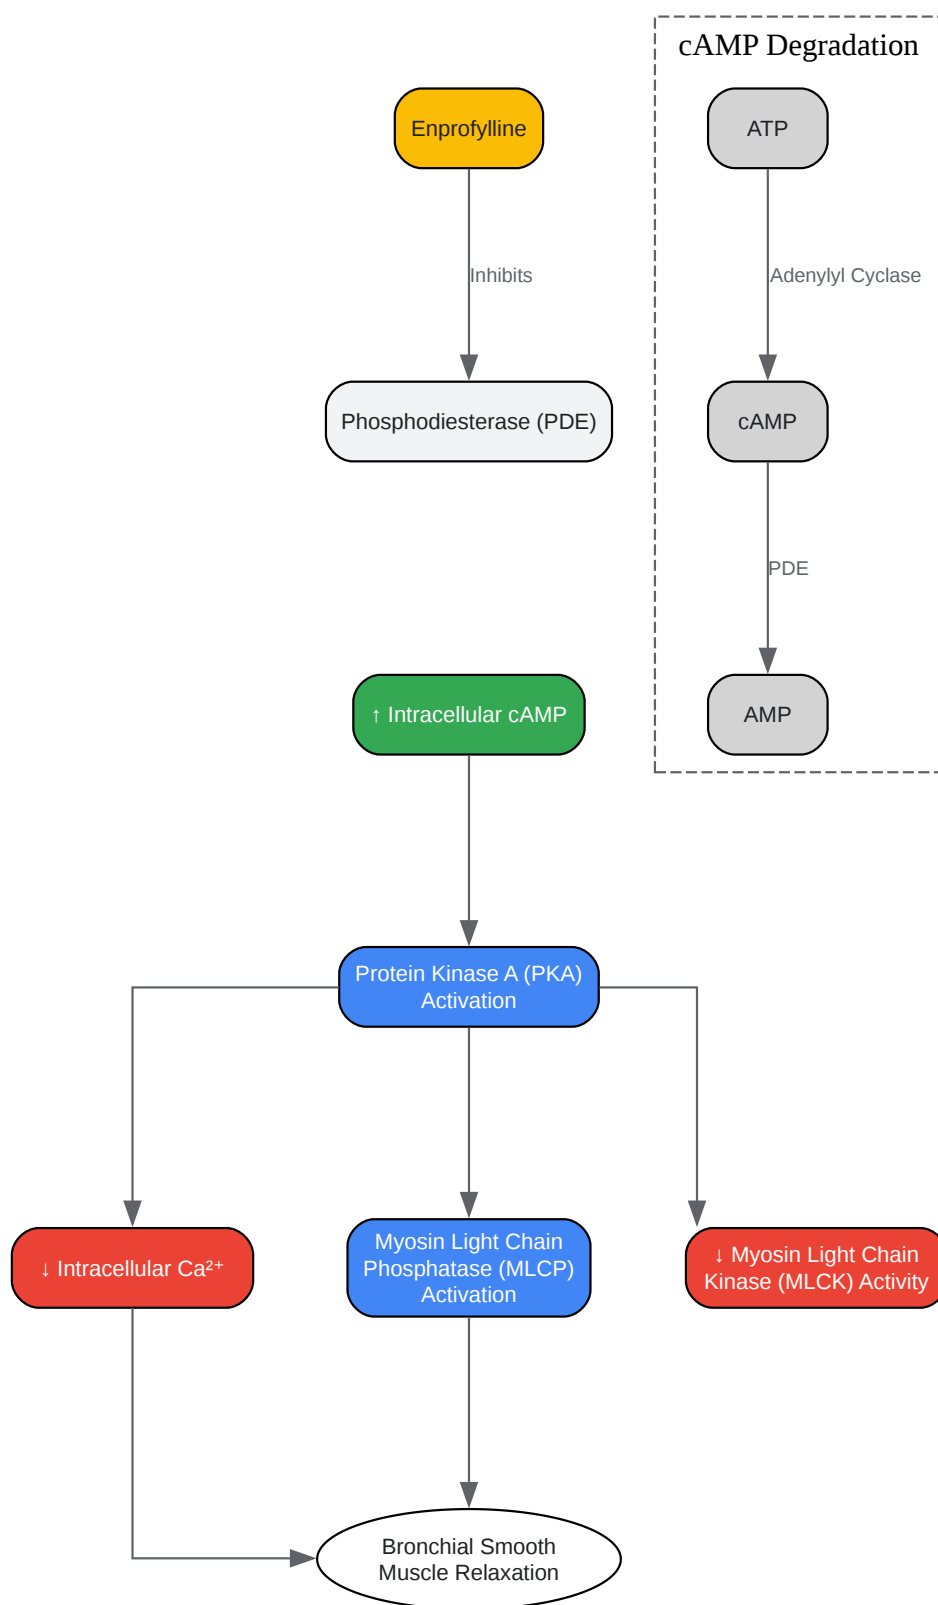 cAMP Degradation
Enprofylline
ATP
Inhibits
Adenylyl Cyclase
Phosphodiesterase (PDE)
cAMP
PDE
↑ Intracellular cAMP
AMP
Protein Kinase A (PKA)
Activation
↓ Intracellular Ca²⁺
Myosin Light Chain
Phosphatase (MLCP)
Activation
↓ Myosin Light Chain
Kinase (MLCK) Activity
Bronchial Smooth
Muscle Relaxation